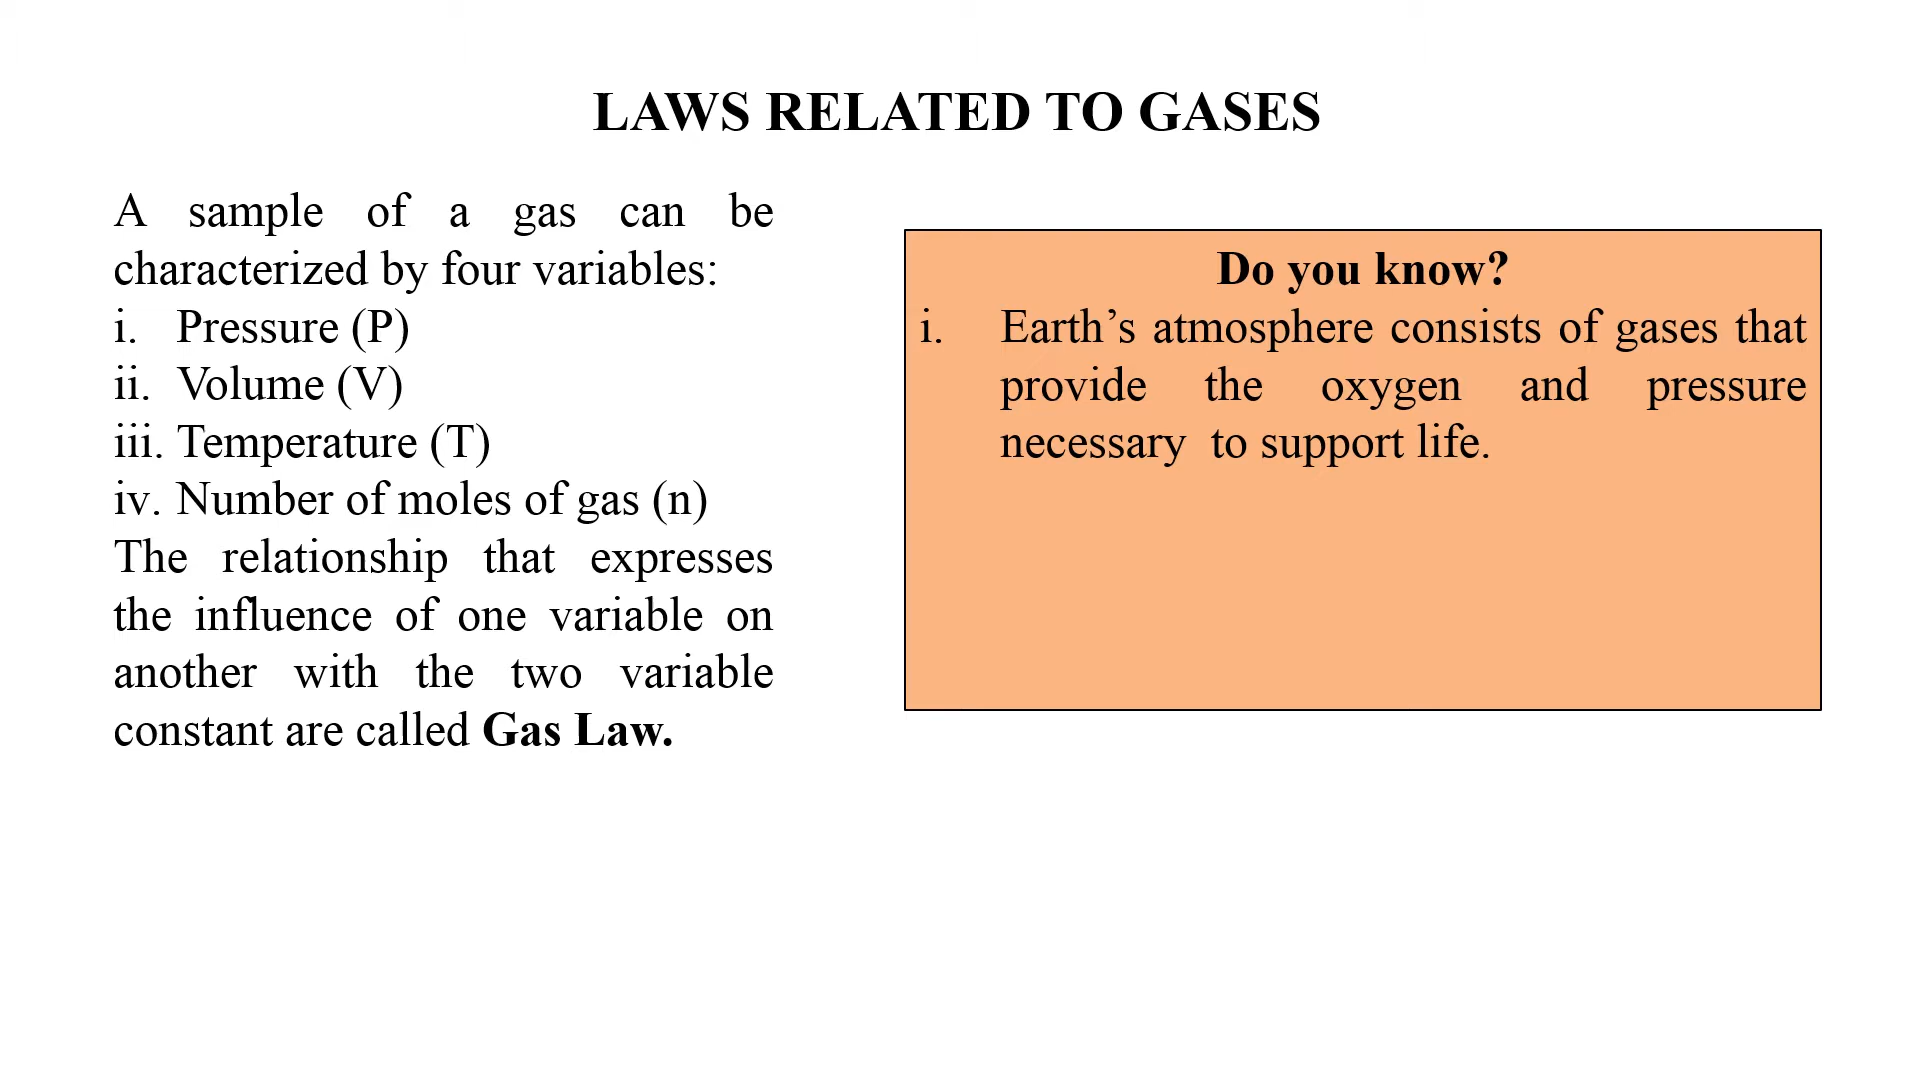 LAWS RELATED TO GASES
A sample of a gas can be
characterized by four variables:
i. Pressure (P)
ii. Volume (V)
iii. Temperature (T)
iv. Number of moles of gas (n)
The relationship that expresses
the influence of one variable on
another with the two variable
constant are called Gas Law.
Do you know?
i. Earth’s atmosphere consists of gases that
provide the oxygen and pressure
necessary to support life.